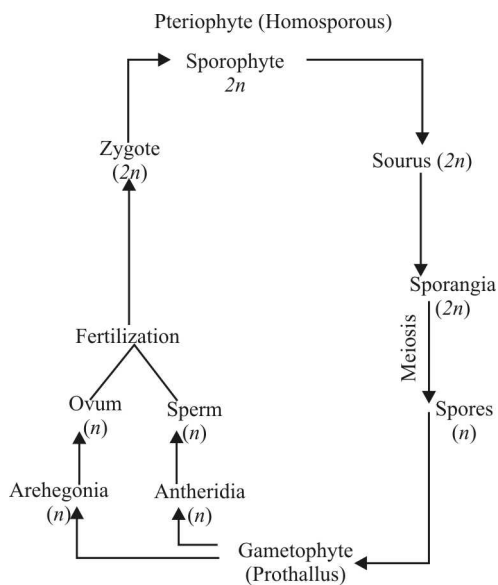 Pteriophyte (Homosporous)
Sporophyte
2n
Zygote
(2n)
Sourus (2n)
Sporangia
(2n)
Meiosis
Fertilization
Ovum
(n)
Sperm
(n)
Spores
(n)
Arehegonia
(n)
Antheridia
(n)
Gametophyte
(Prothallus)